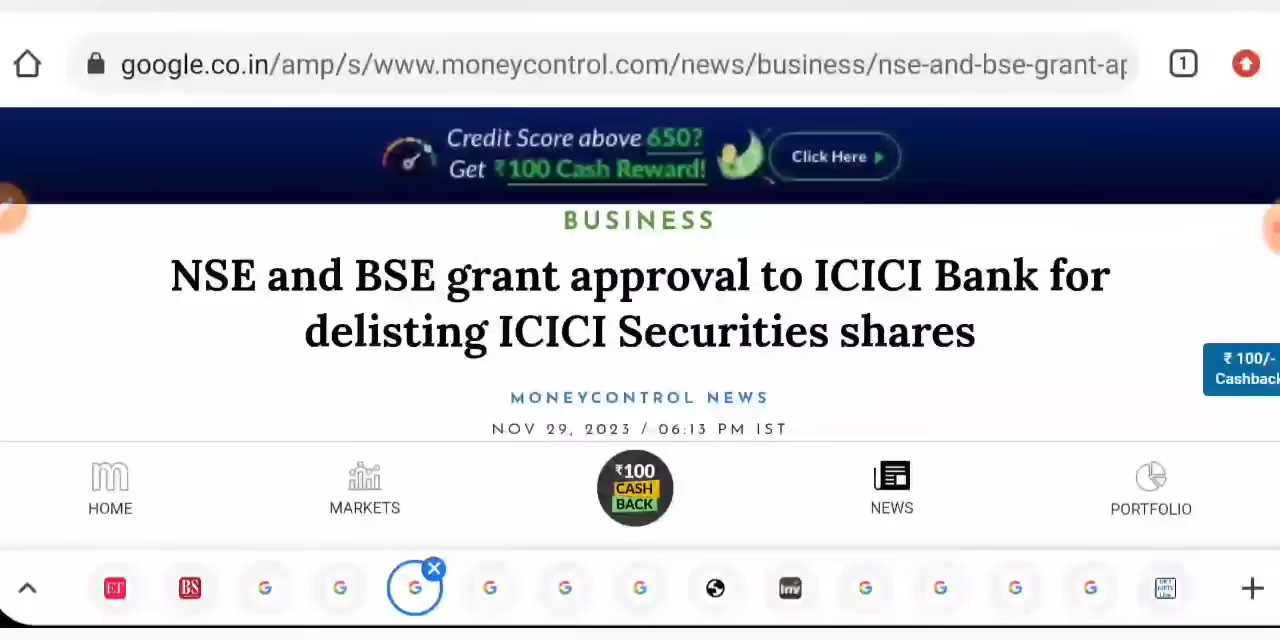 google.co.in/amp/s/www.moneycontrol.com/news/business/nse-and-bse-grant-ap
1
Credit Score above 650?
Get ₹100 Cash Reward!
Click Here
BUSINESS
NSE and BSE grant approval to ICICI Bank for
delisting ICICI Securities shares
₹ 100/-
Cashback
MONEYCONTROL NEWS
NOV 29, 2023 / 06:13 PM IST
₹100
CASH
BACK
HOME
MARKETS
NEWS
PORTFOLIO
ET
BS
G
G
G
G
G
G
Inv
G
G
G
G